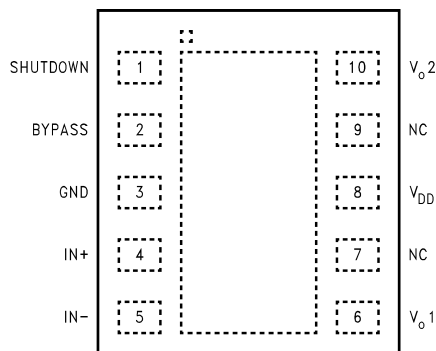 SHUTDOWN 1 10 Vo2
BYPASS 2 9 NC
GND 3 8 VDD
IN+ 4 7 NC
IN- 5 6 Vo1